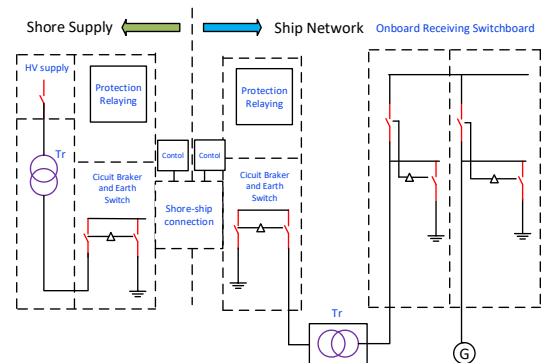 Shore Supply
Ship Network
Onboard Receiving Switchboard
HV supply
Protection
Relaying
Protection
Relaying
Tr
Contol
Contol
Cicuit Braker
and Earth
Switch
Shore-ship
connection
Cicuit Braker
and Earth
Switch
Tr
G